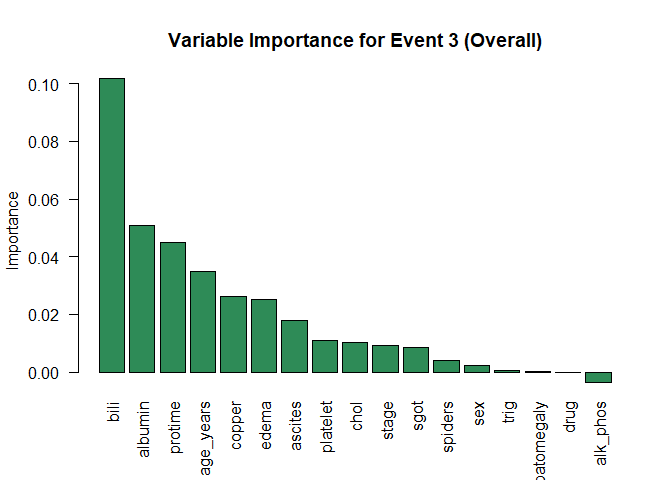 Variable Importance for Event 3 (Overall)
Importance
0.10
0.08
0.06
0.04
0.02
0.00
bili
albumin
protime
age_years
copper
edema
ascites
platelet
chol
stage
sgot
spiders
sex
trig
patomegaly
drug
alk_phos